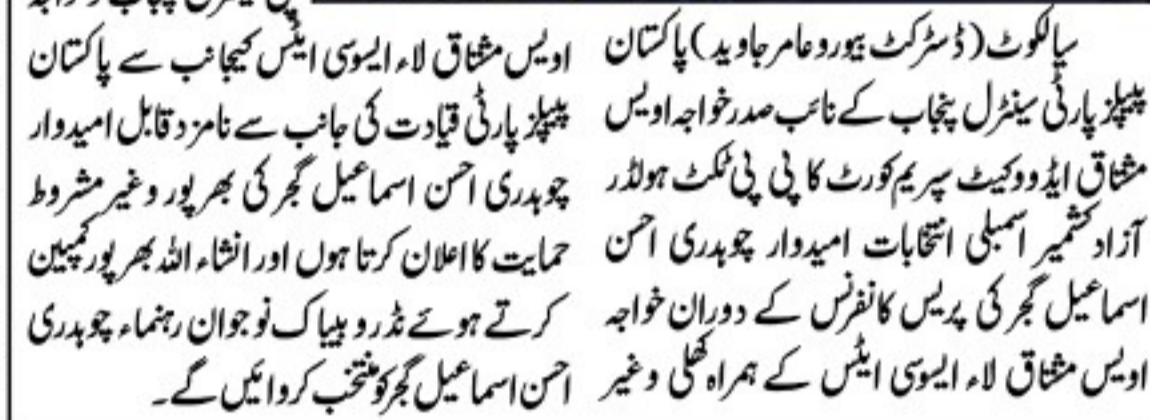 سیالکوٹ (ڈسٹرکٹ بیورو عامر جاوید) پاکستان
پیپلز پارٹی سینٹرل پنجاب کے نائب صدر خواجہ اویس
مشتاق ایڈووکیٹ سپریم کورٹ کا پی پی ٹکٹ ہولڈر
آزاد کشمیر اسمبلی انتخابات امیدوار چوہدری احسن
اسماعیل گجر کی پریس کانفرنس کے دوران خواجہ
اویس مشتاق لاء ایسوسی ایٹس کے ہمراہ کھلی وغیر
اویس مشتاق لاء ایسوسی ایٹس کیجانب سے پاکستان
پیپلز پارٹی قیادت کی جانب سے نامزد قابل امیدوار
چوہدری احسن اسماعیل گجر کی بھرپور وغیر مشروط
حمایت کا اعلان کرتا ہوں اور انشاء اللہ بھرپور کمپین
کرتے ہوئے نڈر و بیباک نوجوان رہنماء چوہدری
احسن اسماعیل گجر کو منتخب کروائیں گے۔